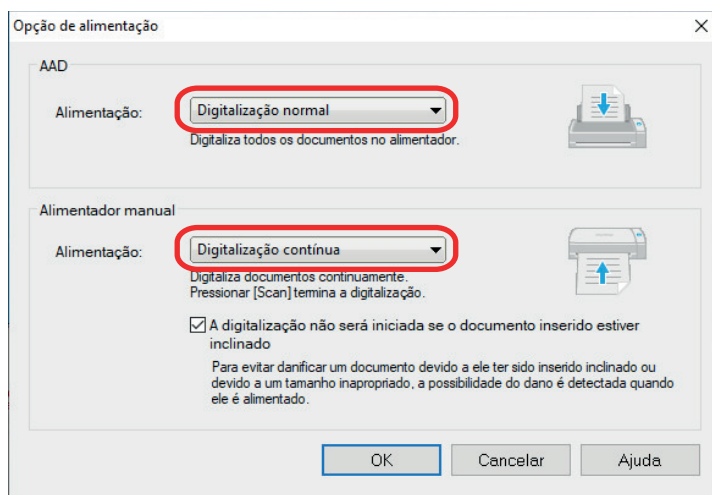 Opção de alimentação
AAD
Alimentação:
Digitalização normal
Digitaliza todos os documentos no alimentador.
Alimentador manual
Alimentação:
Digitalização contínua
Digitaliza documentos continuamente.
Pressionar [Scan] termina a digitalização.
A digitalização não será iniciada se o documento inserido estiver
inclinado
Para evitar danificar um documento devido a ele ter sido inserido inclinado ou
devido a um tamanho inapropriado, a possibilidade do dano é detectada quando
ele é alimentado.
OK
Cancelar
Ajuda